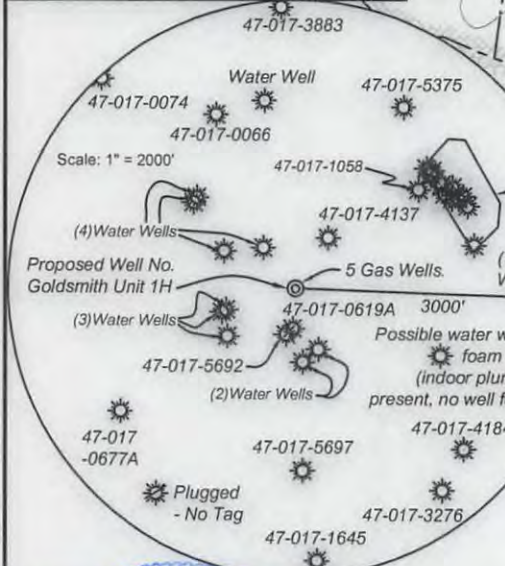 47-017-3883
Water Well
47-017-5375
47-017-0074
47-017-0066
Scale: 1" = 2000'
47-017-1058
47-017-4137
(4)Water Wells
Proposed Well No.
Goldsmith Unit 1H
5 Gas Wells.
47-017-0619A
3000'
(3)Water Wells
Possible water w
foam
(indoor plu
present, no well f
47-017-5692
(2)Water Wells
47-017
-0677A
47-017-4184
47-017-5697
Plugged
- No Tag
47-017-3276
47-017-1645